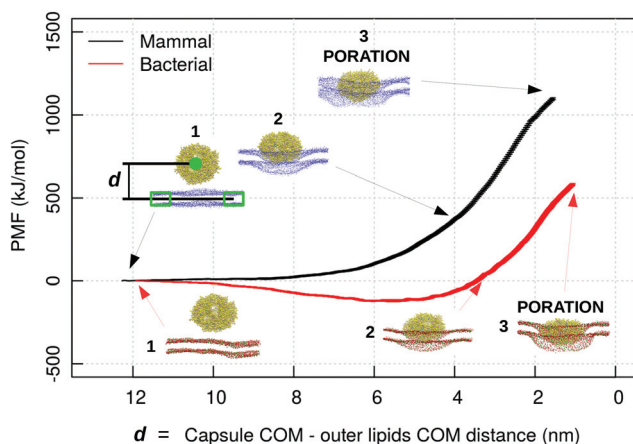 1500
1000
500
0
-500
PMF (kJ/mol)
Mammal
Bacterial
3
PORATION
2
1
d
1
2
PORATION
3
12
10
8
6
4
2
0
d = Capsule COM - outer lipids COM distance (nm)